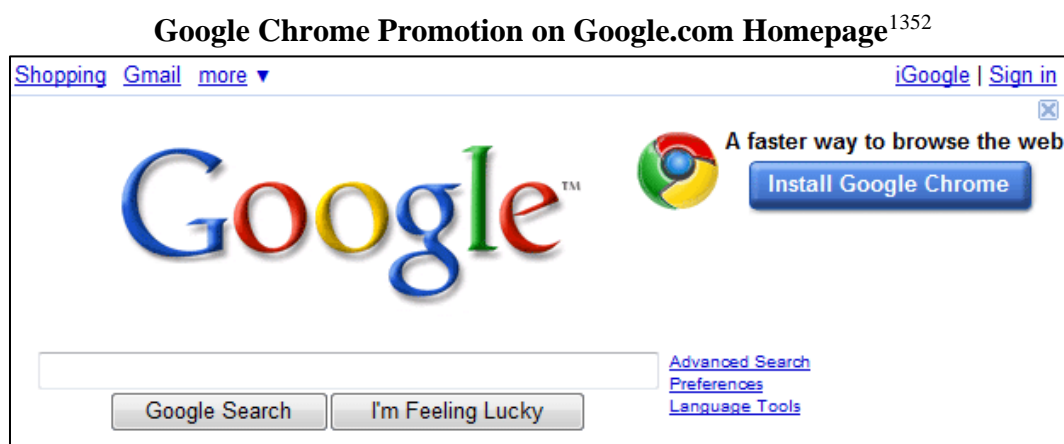 Google Chrome Promotion on Google.com Homepage1352
Shopping Gmail more ▼ iGoogle | Sign in
A faster way to browse the web
Install Google Chrome
Google™
Advanced Search
Preferences
Language Tools
Google Search I'm Feeling Lucky